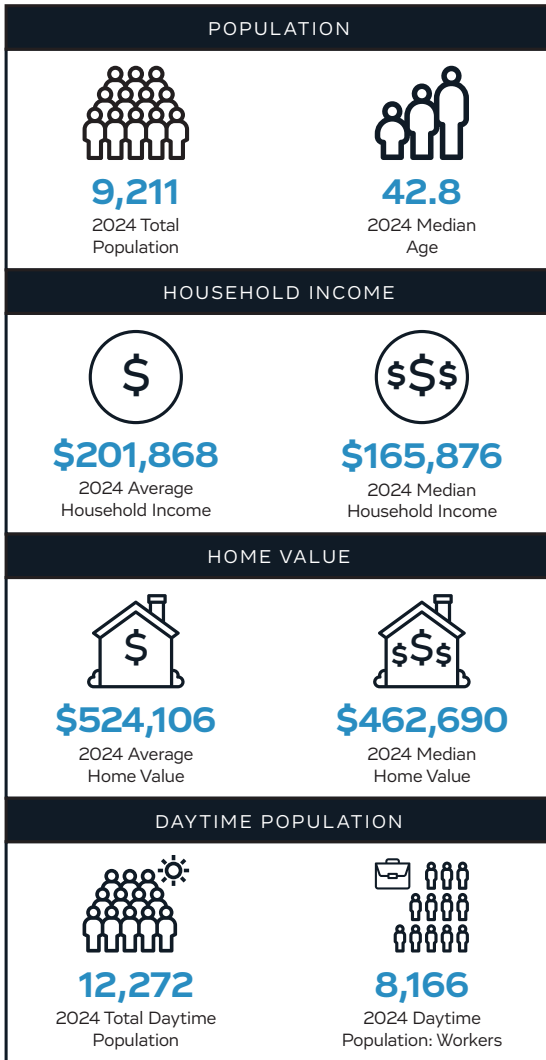 POPULATION
9,211
2024 Total
Population
42.8
2024 Median
Age
HOUSEHOLD INCOME
$
$201,868
2024 Average
Household Income
$$$
$165,876
2024 Median
Household Income
HOME VALUE
$
$524,106
2024 Average
Home Value
$$$
$462,690
2024 Median
Home Value
DAYTIME POPULATION
12,272
2024 Total Daytime
Population
8,166
2024 Daytime
Population: Workers